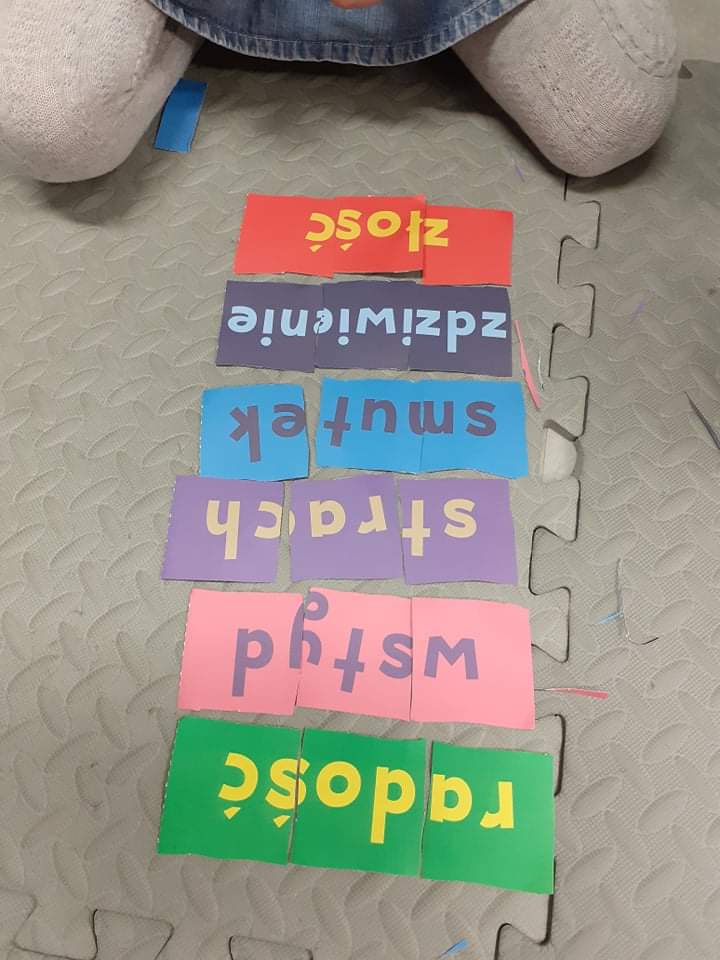 radość
wstyd
strach
smutek
zdziwienie
złość